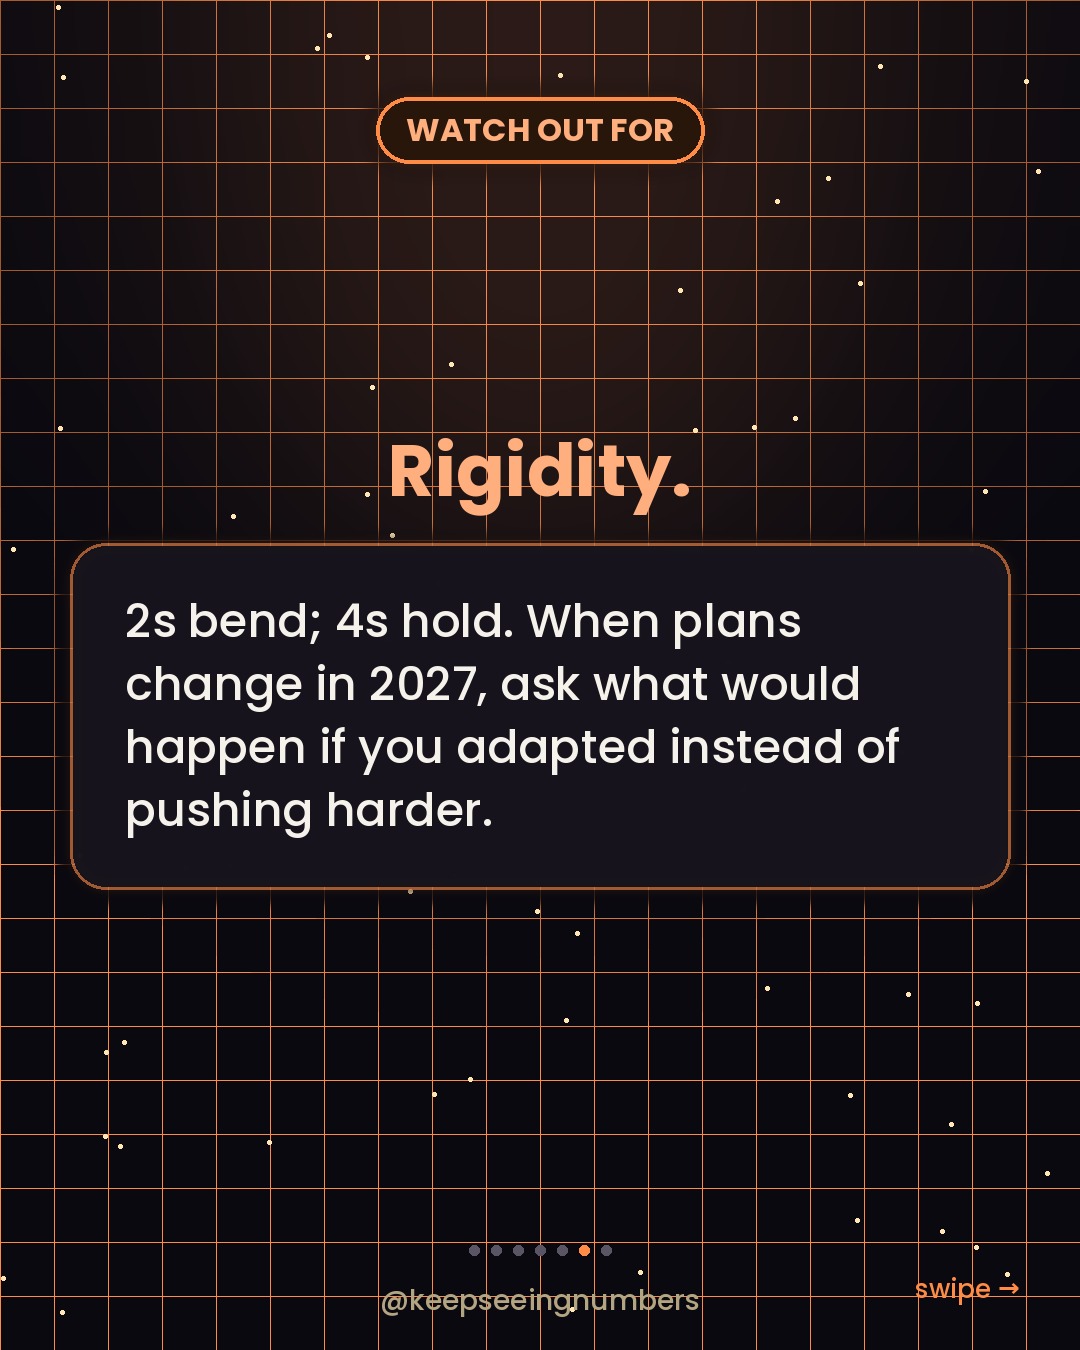 WATCH OUT FOR
Rigidity.
2s bend; 4s hold. When plans
change in 2027, ask what would
happen if you adapted instead of
pushing harder.
@keepseeingnumbers
swipe →